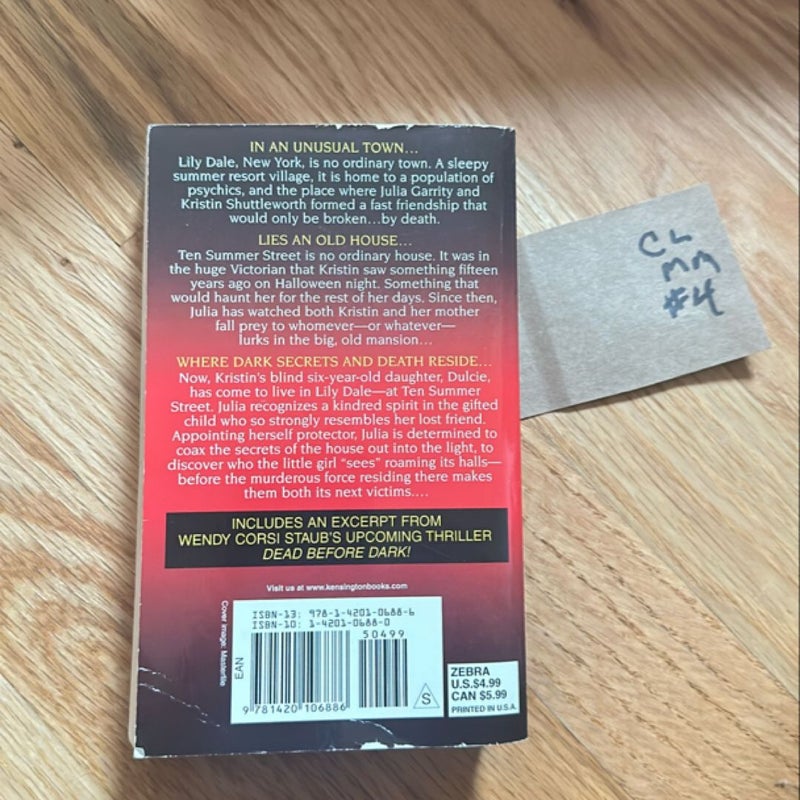 IN AN UNUSUAL TOWN...
Lily Dale, New York, is no ordinary town. A sleepy
summer resort village, it is home to a population of
psychics, and the place where Julia Garrity and
Kristin Shuttleworth formed a fast friendship that
would only be broken...by death.
LIES AN OLD HOUSE...
Ten Summer Street is no ordinary house. It was in
the huge Victorian that Kristin saw something fifteen
years ago on Halloween night. Something that
would haunt her for the rest of her days. Since then,
Julia has watched both Kristin and her mother
fall prey to whomever—or whatever—
lurks in the big, old mansion...
WHERE DARK SECRETS AND DEATH RESIDE...
Now, Kristin's blind six-year-old daughter, Dulcie,
has come to live in Lily Dale—at Ten Summer
Street. Julia recognizes a kindred spirit in the gifted
child who so strongly resembles her lost friend.
Appointing herself protector, Julia is determined to
coax the secrets of the house out into the light, to
discover who the little girl "sees" roaming its halls—
before the murderous force residing there makes
them both its next victims....
INCLUDES AN EXCERPT FROM
WENDY CORSI STAUB'S UPCOMING THRILLER
DEAD BEFORE DARK!
Visit us at www.kensingtonbooks.com
Cover image: Masterfile
ISBN-13: 978-1-4201-0688-6
ISBN-10: 1-4201-0688-0
50499
EAN
9 781420 106886
S
ZEBRA
U.S.$4.99
CAN $5.99
PRINTED IN U.S.A.
CL
MM
#4